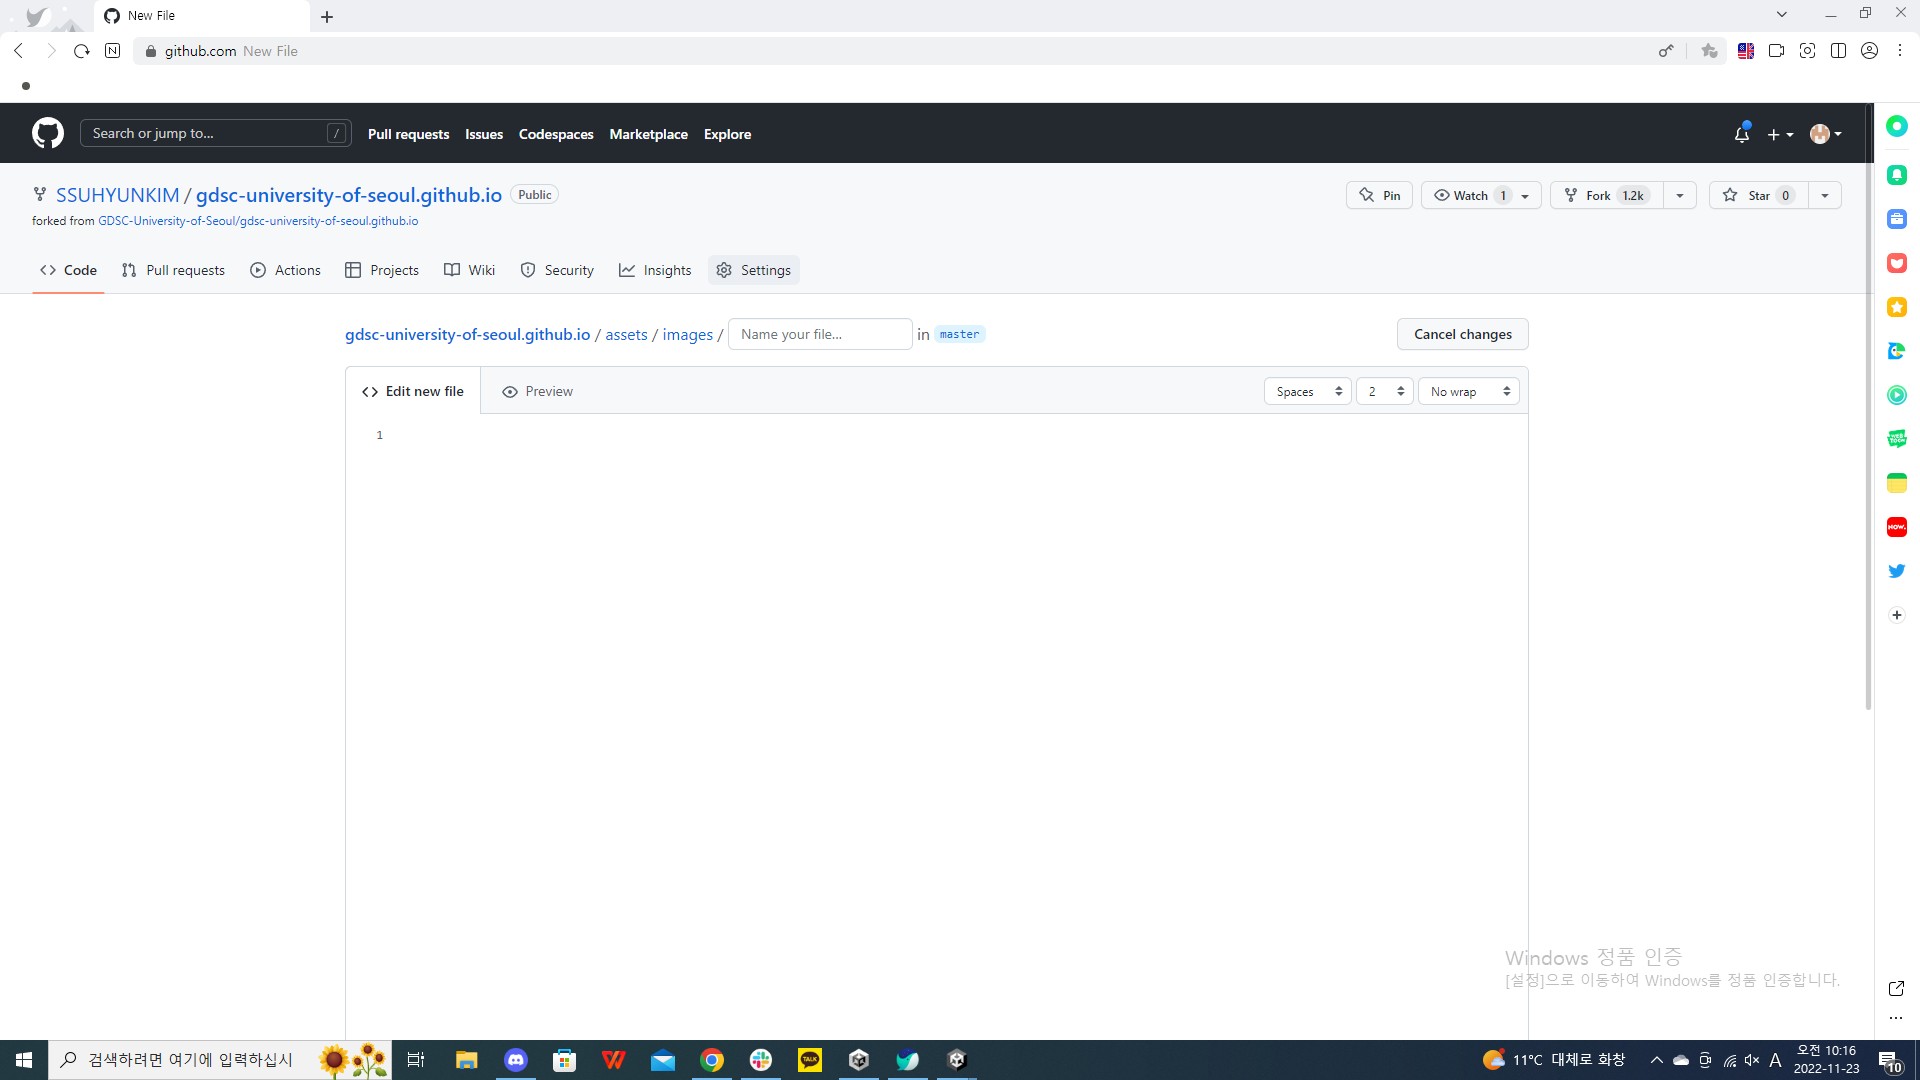 New File
github.com New File
Search or jump to... /
Pull requests Issues Codespaces Marketplace Explore
SSUHYUNKIM / gdsc-university-of-seoul.github.io Public
Pin Watch 1 Fork 1.2k Star 0
forked from GDSC-University-of-Seoul/gdsc-university-of-seoul.github.io
Code Pull requests Actions Projects Wiki Security Insights Settings
gdsc-university-of-seoul.github.io / assets / images / Name your file... in master Cancel changes
Edit new file Preview Spaces 2 No wrap
1
WEB TOON
NOW.
Windows 정품 인증
[설정]으로 이동하여 Windows를 정품 인증합니다.
검색하려면 여기에 입력하십시
TALK
11°C 대체로 화창
A
오전 10:16
2022-11-23
10